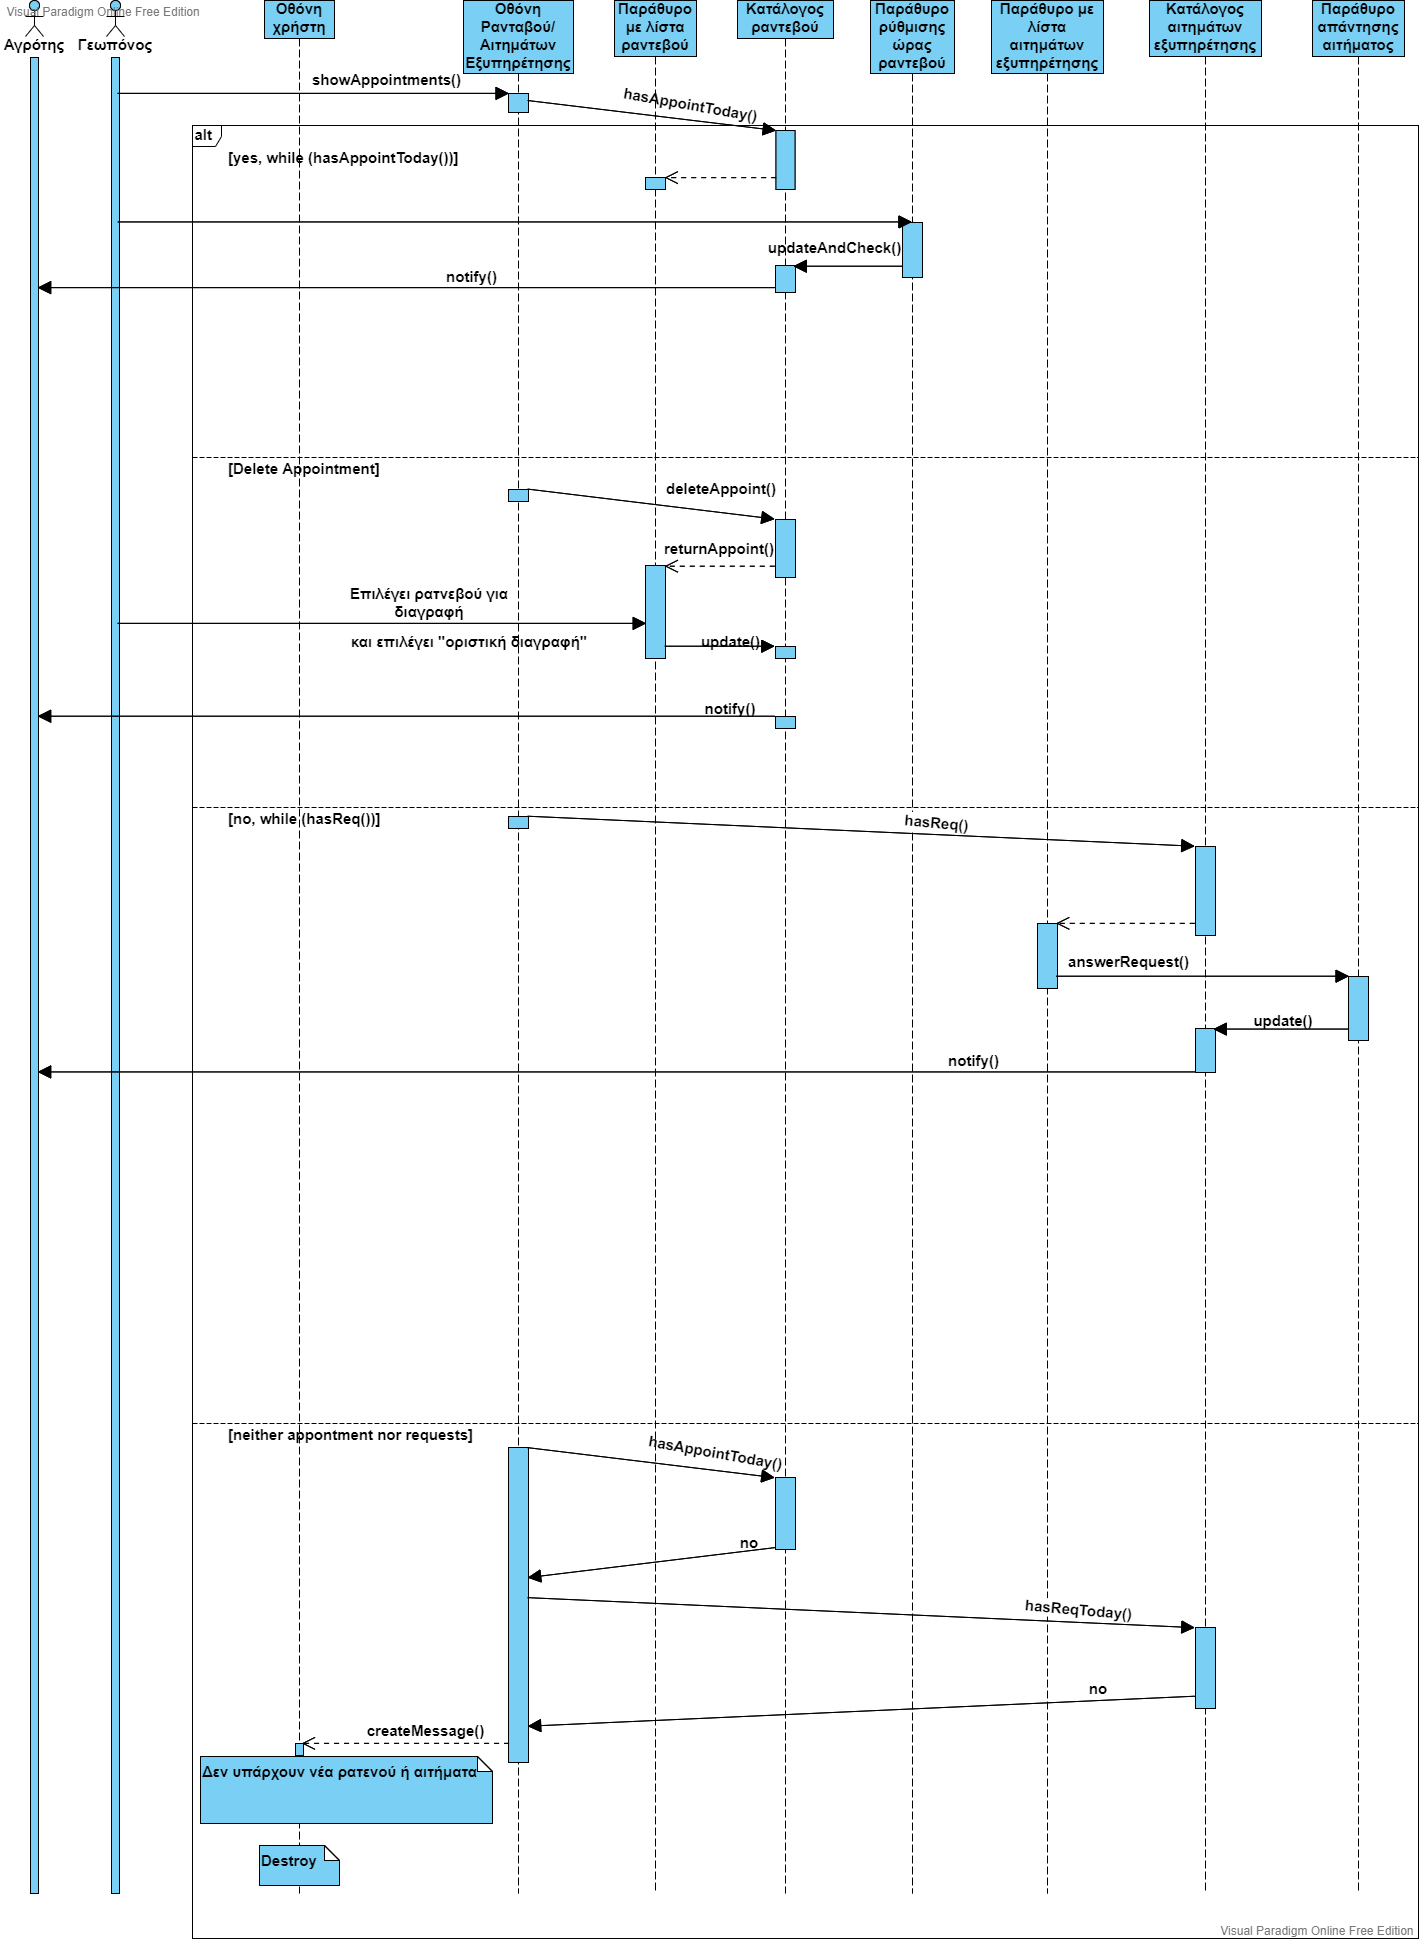 Visual Paradigm Online Free Edition
Αγρότης
Γεωπόνος
Οθόνη
χρήστη
Οθόνη
Ρανταβού/
Αιτημάτων
Εξυπηρέτησης
Παράθυρο
με λίστα
ραντεβού
Κατάλογος
ραντεβού
Παράθυρο
ρύθμισης
ώρας
ραντεβού
Παράθυρο με
λίστα
αιτημάτων
εξυπηρέτησης
Κατάλογος
αιτημάτων
εξυπηρέτησης
Παράθυρο
απάντησης
αιτήματος
showAppointments()
hasAppointToday()
alt
[yes, while (hasAppointToday())]
updateAndCheck()
notify()
[Delete Appointment]
deleteAppoint()
returnAppoint()
Επιλέγει ρατνεβού για
διαγραφή
και επιλέγει "οριστική διαγραφή"
update()
notify()
[no, while (hasReq())]
hasReq()
answerRequest()
update()
notify()
[neither appontment nor requests]
hasAppointToday()
no
hasReqToday()
no
createMessage()
Δεν υπάρχουν νέα ρατενού ή αιτήματα
Destroy
Visual Paradigm Online Free Edition